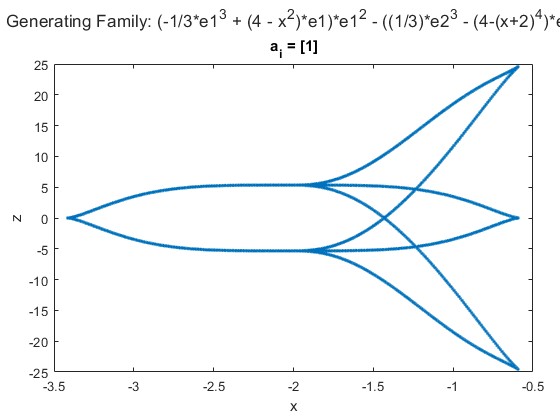 Generating Family: (-1/3*e1^3 + (4 - x^2)*e1)*e1^2 - ((1/3)*e2^3 - (4-(x+2)^4)*e
a_i = [1]
25
20
15
10
5
0
-5
-10
-15
-20
-25
z
-3.5 -3 -2.5 -2 -1.5 -1 -0.5
x